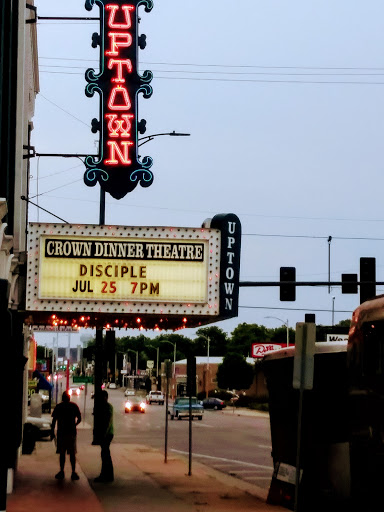 UPTOWN
CROWN DINNER THEATRE
DISCIPLE
JUL 25 7PM
UPTOWN